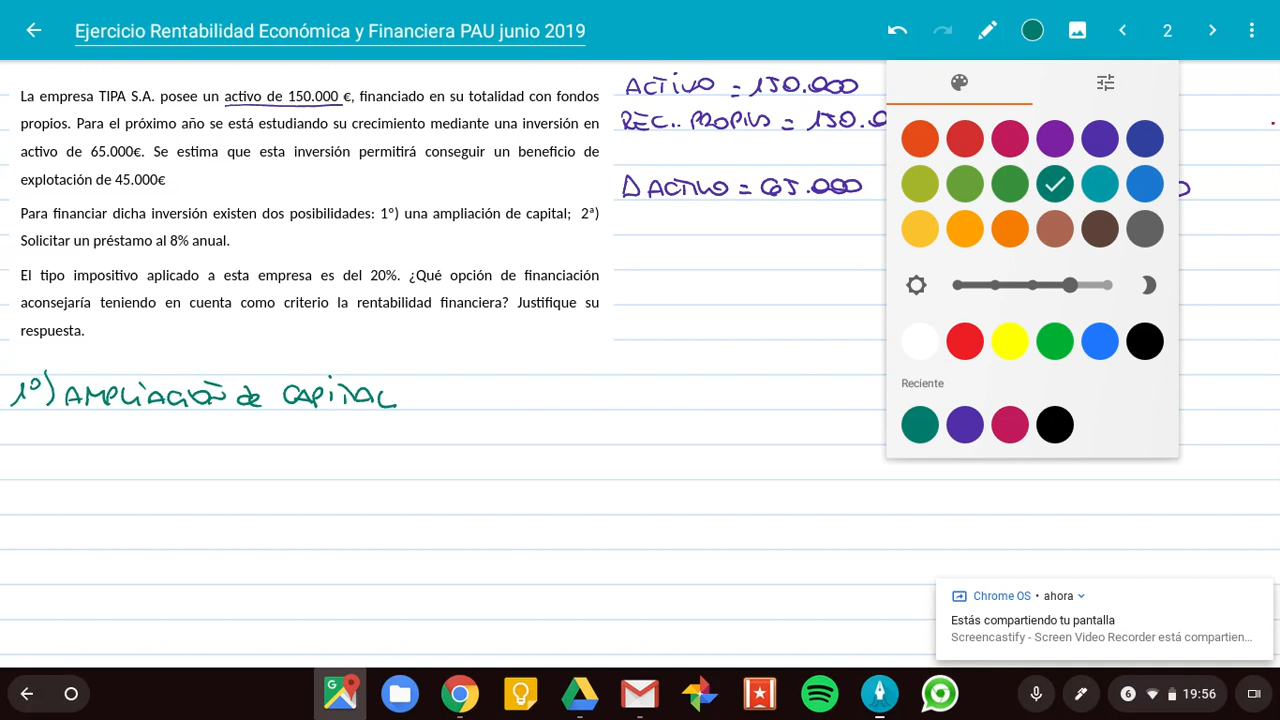 Ejercicio Rentabilidad Económica y Financiera PAU junio 2019
2
La empresa TIPA S.A. posee un activo de 150.000 €, financiado en su totalidad con fondos
propios. Para el próximo año se está estudiando su crecimiento mediante una inversión en
activo de 65.000€. Se estima que esta inversión permitirá conseguir un beneficio de
explotación de 45.000€
Para financiar dicha inversión existen dos posibilidades: 1º) una ampliación de capital; 2ª)
Solicitar un préstamo al 8% anual.
El tipo impositivo aplicado a esta empresa es del 20%. ¿Qué opción de financiación
aconsejaría teniendo en cuenta como criterio la rentabilidad financiera? Justifique su
respuesta.
ACTIVO = 150.000
REC.. PROPIOS = 150.0
Δ ACTIVO = 65.000
1º) AMPLIACIÓN de CAPITAL
Reciente
Chrome OS • ahora
Estás compartiendo tu pantalla
Screencastify - Screen Video Recorder está compartien...
6
19:56